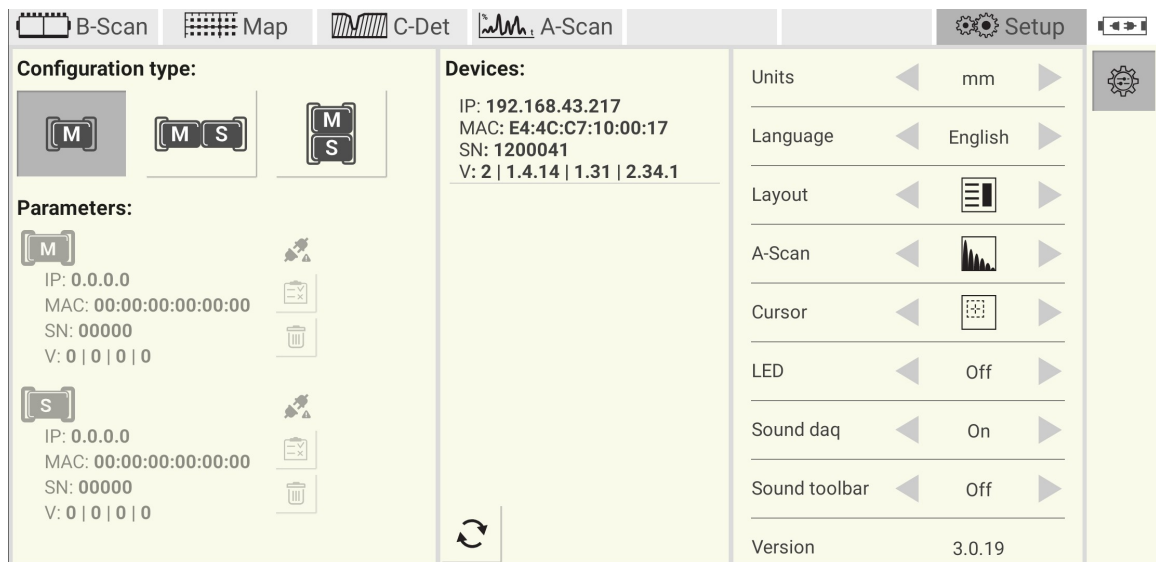 B-Scan
Map
C-Det
A-Scan
Setup
Configuration type:
M
M S
M
S
Parameters:
M
IP: 0.0.0.0
MAC: 00:00:00:00:00:00
SN: 00000
V: 0 | 0 | 0 | 0
S
IP: 0.0.0.0
MAC: 00:00:00:00:00:00
SN: 00000
V: 0 | 0 | 0 | 0
Devices:
IP: 192.168.43.217
MAC: E4:4C:C7:10:00:17
SN: 1200041
V: 2 | 1.4.14 | 1.31 | 2.34.1
Units mm
Language English
Layout
A-Scan
Cursor
LED Off
Sound daq On
Sound toolbar Off
Version 3.0.19